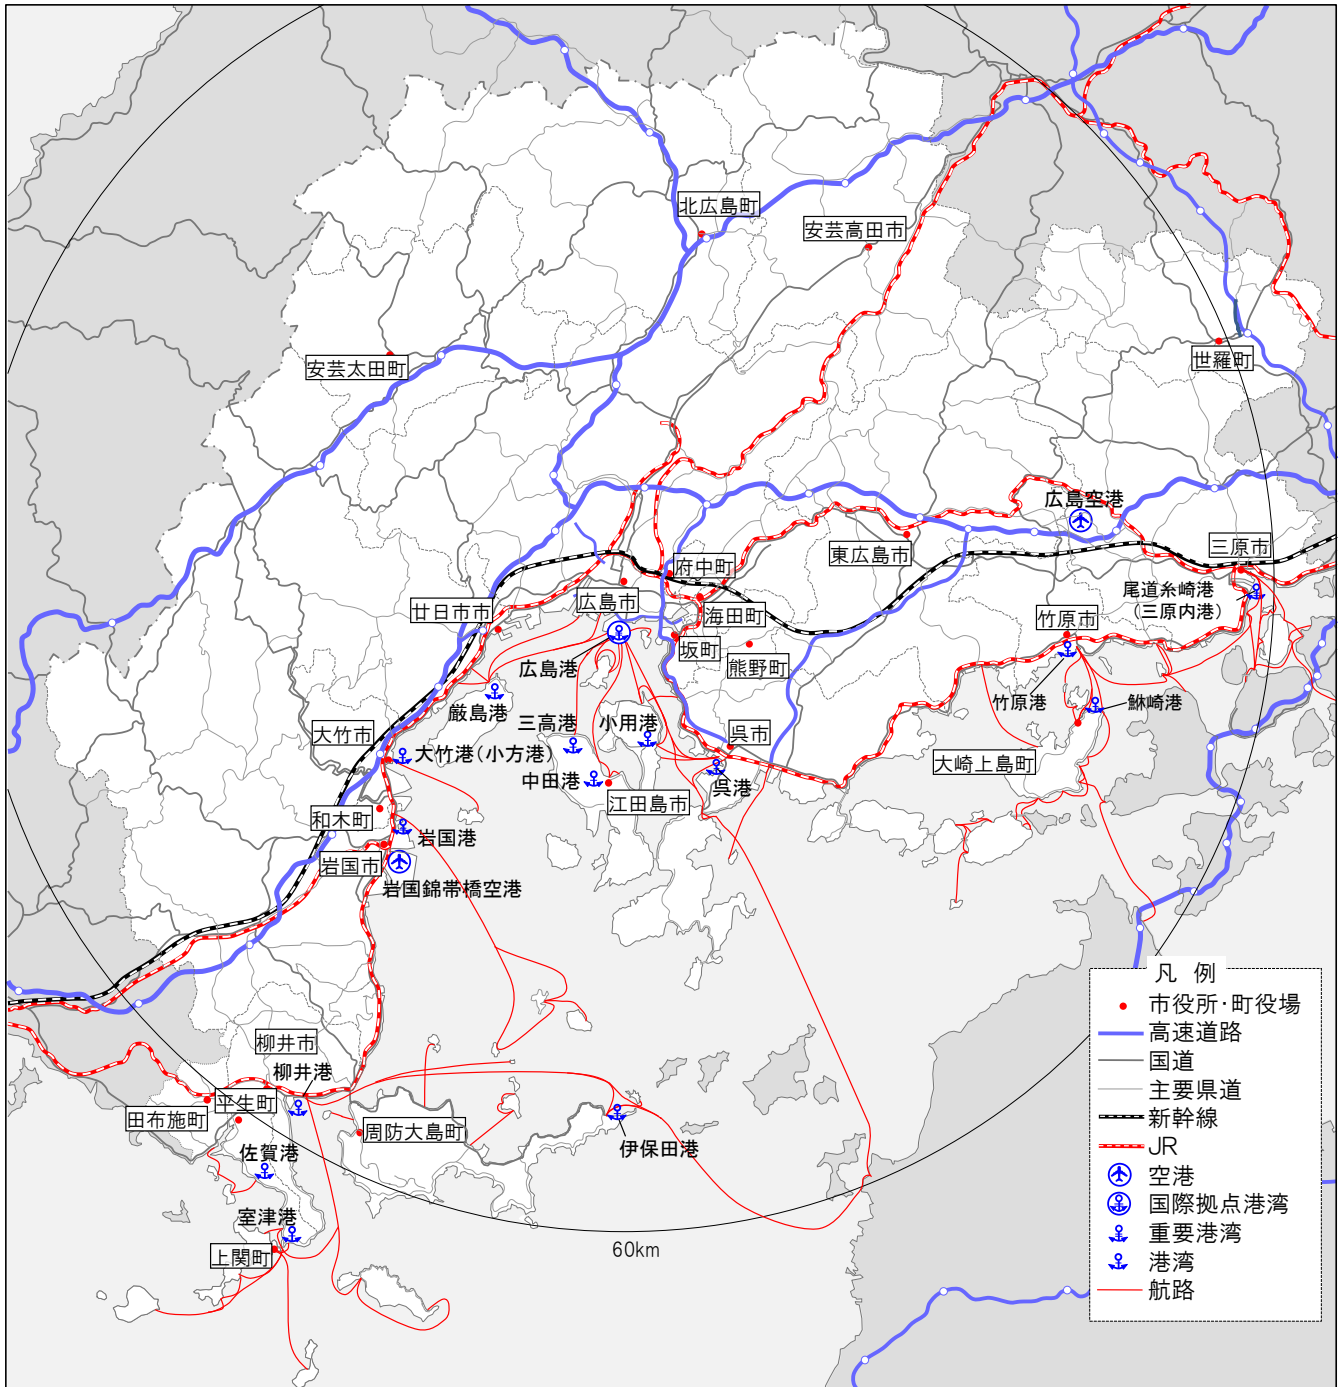 北広島町
安芸高田市
安芸太田町
世羅町
広島空港
東広島市
三原市
府中町
尾道糸崎港
(三原内港)
廿日市市
広島市
海田町
竹原市
坂町
熊野町
広島港
竹原港
鮴崎港
厳島港
三高港
小用港
大竹市
大竹港(小方港)
呉市
大崎上島町
中田港
呉港
江田島市
和木町
岩国港
岩国市
岩国錦帯橋空港
柳井市
柳井港
平生町
田布施町
周防大島町
伊保田港
佐賀港
室津港
上関町
60km
凡 例
市役所・町役場
高速道路
国道
主要県道
新幹線
JR
空港
国際拠点港湾
重要港湾
港湾
航路